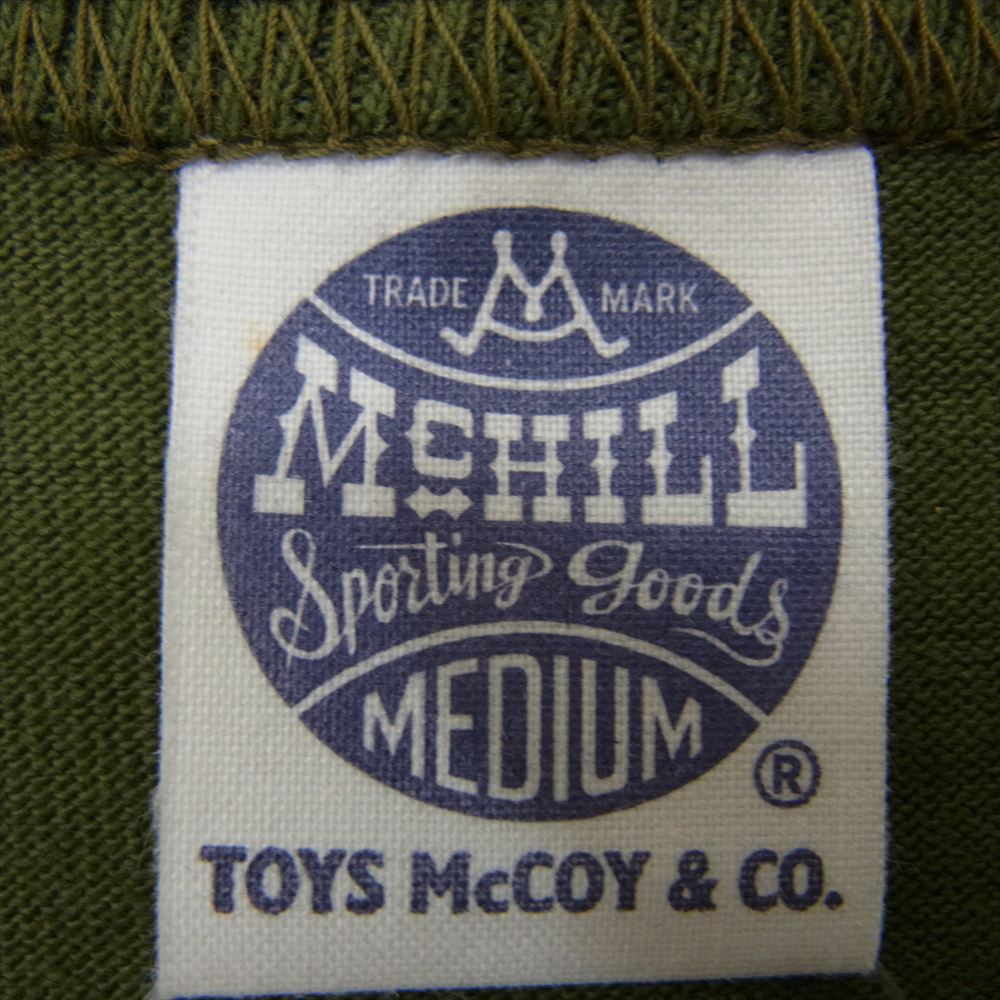 TRADE MARK
McHILL
Sporting Goods
MEDIUM
®
TOYS McCOY & CO.